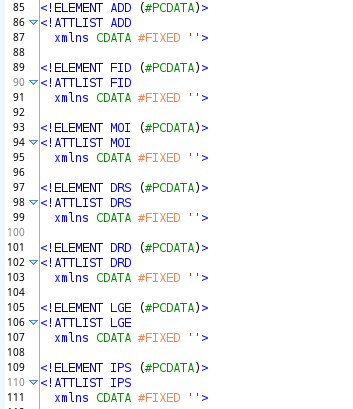 85 <!ELEMENT ADD (#PCDATA)>
86 <!ATTLIST ADD
87 xmlns CDATA #FIXED ''>
88
89 <!ELEMENT FID (#PCDATA)>
90 <!ATTLIST FID
91 xmlns CDATA #FIXED ''>
92
93 <!ELEMENT MOI (#PCDATA)>
94 <!ATTLIST MOI
95 xmlns CDATA #FIXED ''>
96
97 <!ELEMENT DRS (#PCDATA)>
98 <!ATTLIST DRS
99 xmlns CDATA #FIXED ''>
100
101 <!ELEMENT DRD (#PCDATA)>
102 <!ATTLIST DRD
103 xmlns CDATA #FIXED ''>
104
105 <!ELEMENT LGE (#PCDATA)>
106 <!ATTLIST LGE
107 xmlns CDATA #FIXED ''>
108
109 <!ELEMENT IPS (#PCDATA)>
110 <!ATTLIST IPS
111 xmlns CDATA #FIXED ''>